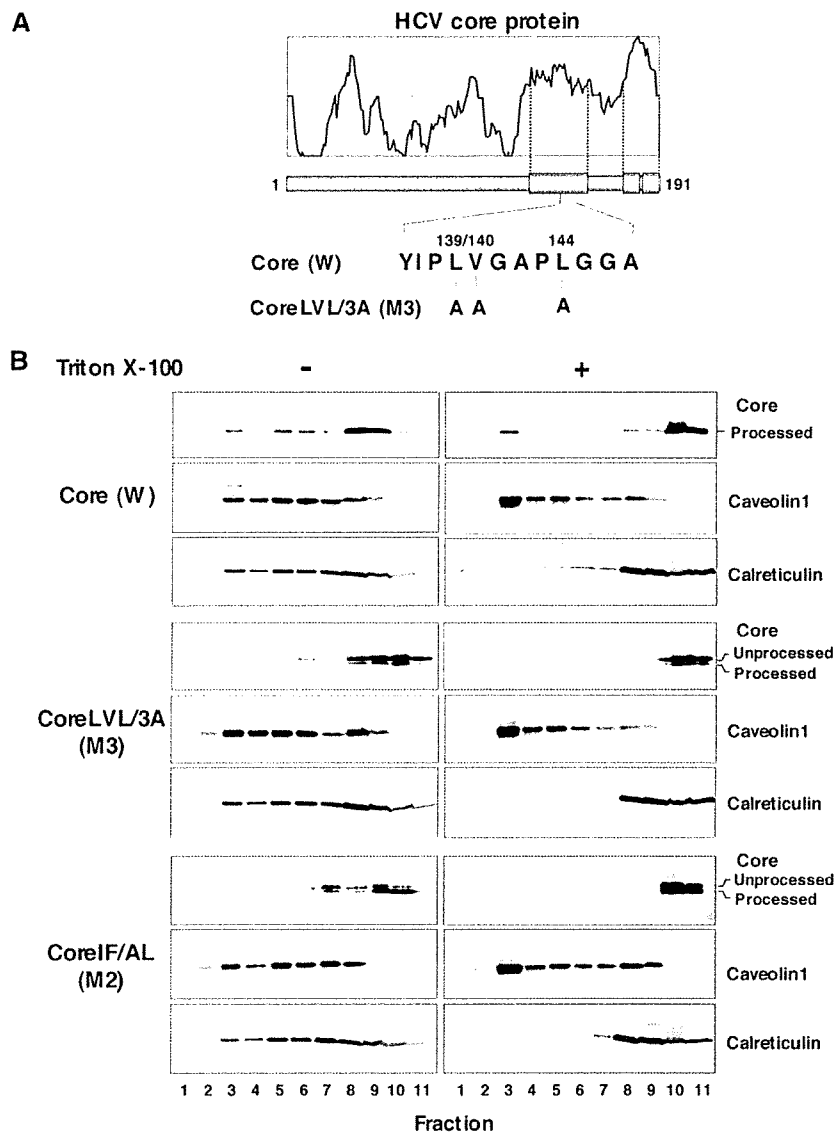 A
HCV core protein
1 191
139/140 144
Core (W) YIPLVGAPLGGA
CoreLVL/3A (M3) A A A
B Triton X-100 - +
Core
Processed
Core (W)
Caveolin1
Calreticulin
Core
Unprocessed
Processed
CoreLVL/3A
(M3)
Caveolin1
Calreticulin
Core
Unprocessed
Processed
CoreIF/AL
(M2)
Caveolin1
Calreticulin
1 2 3 4 5 6 7 8 9 10 11 1 2 3 4 5 6 7 8 9 10 11
Fraction